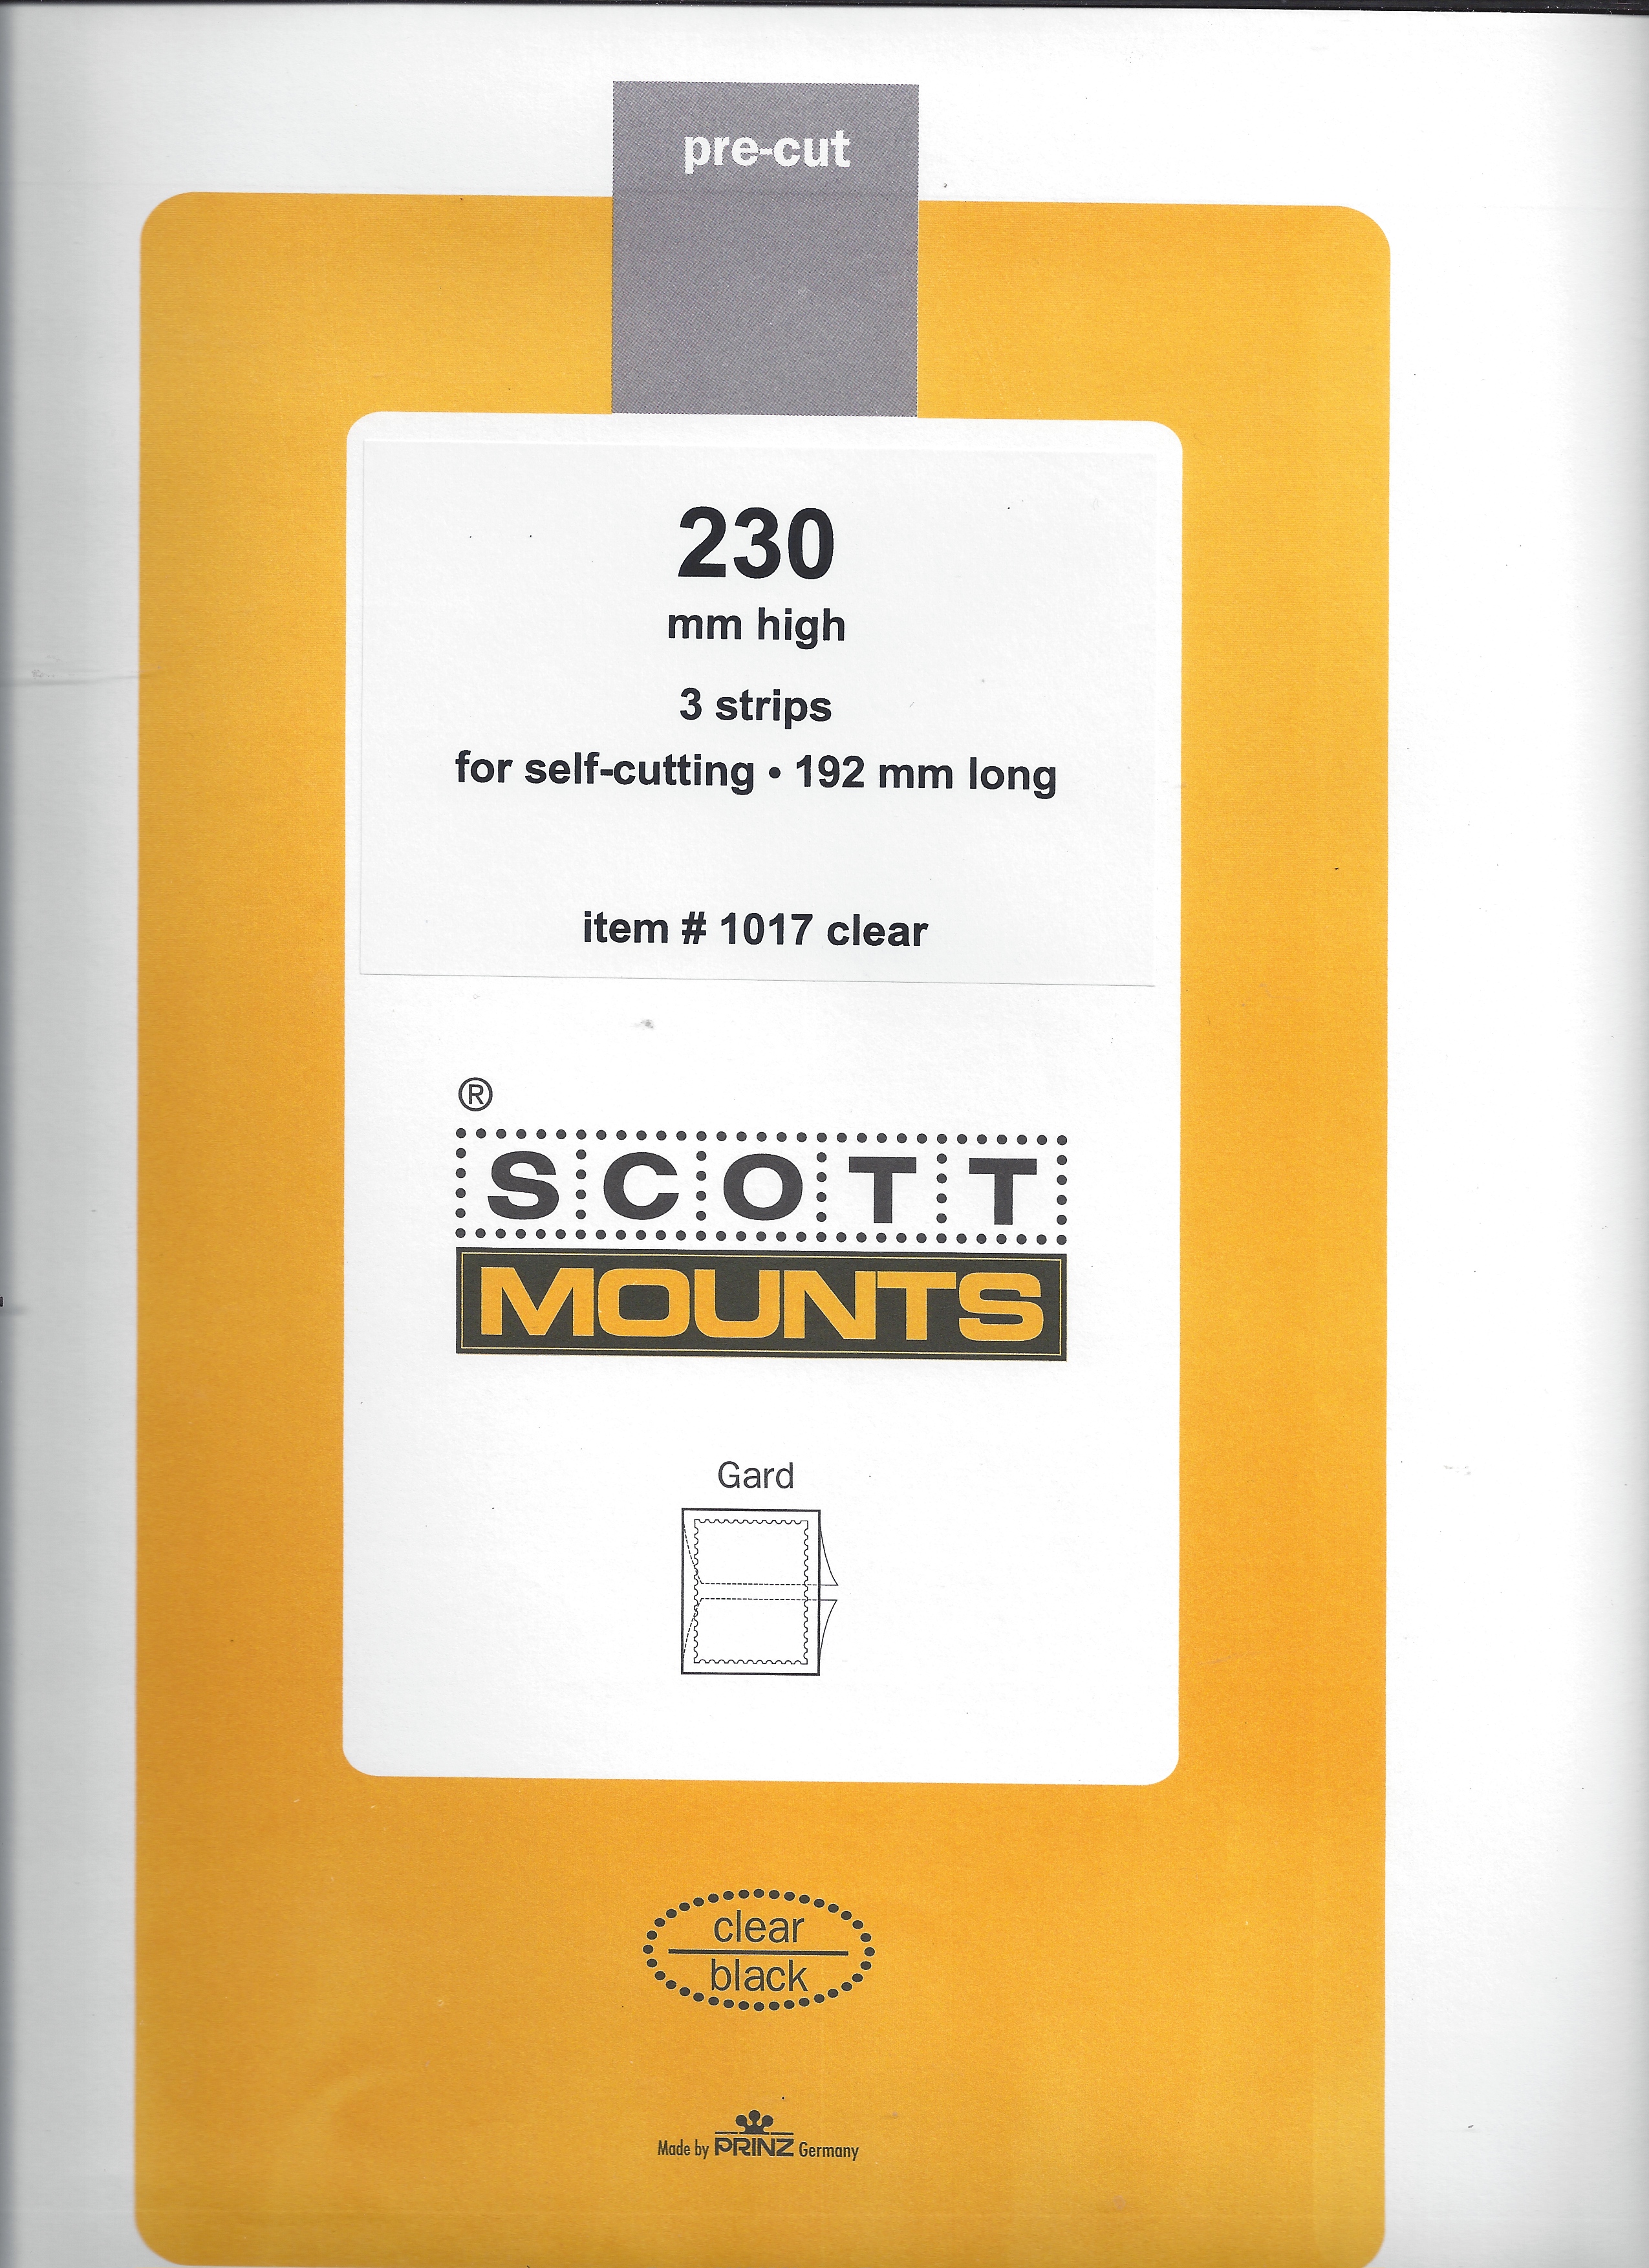 pre-cut
230
mm high
3 strips
for self-cutting • 192 mm long
item # 1017 clear
®
SCOTT
MOUNTS
Gard
clear
black
Made by PRINZ Germany